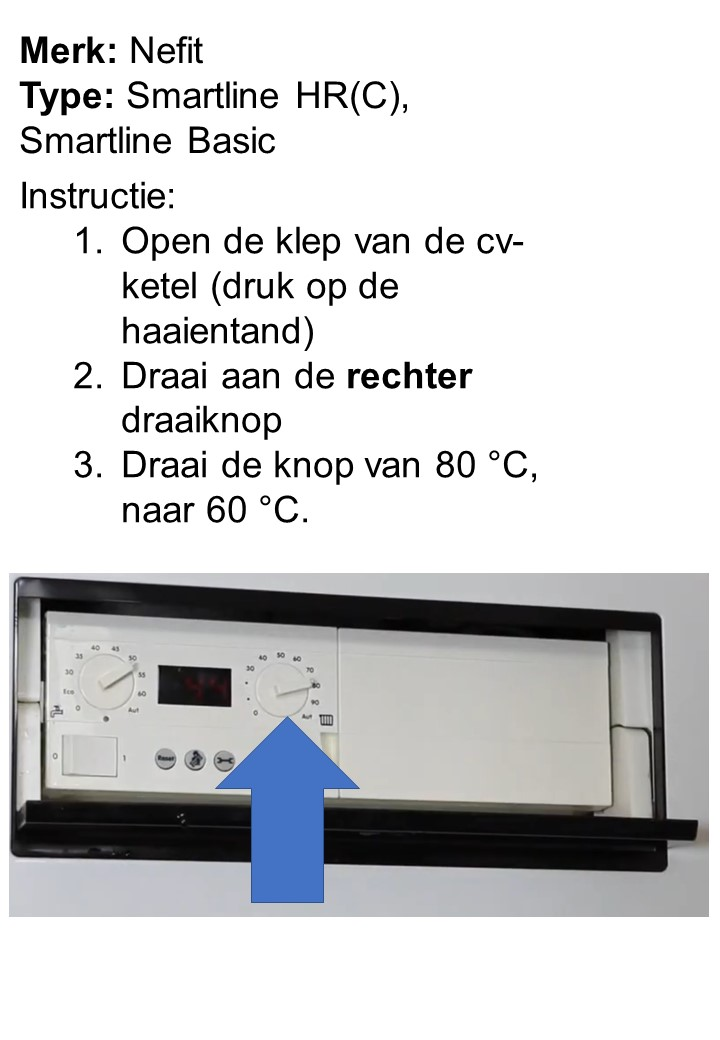 Merk: Nefit
Type: Smartline HR(C),
Smartline Basic
Instructie:
1. Open de klep van de cv-
ketel (druk op de
haaientand)
2. Draai aan de rechter
draaiknop
3. Draai de knop van 80 °C,
naar 60 °C.
40 45
35 50
30 55
Eco 60
0 Aut
40 50 60
30 70
80
90
0 Aut
0 1
Reset